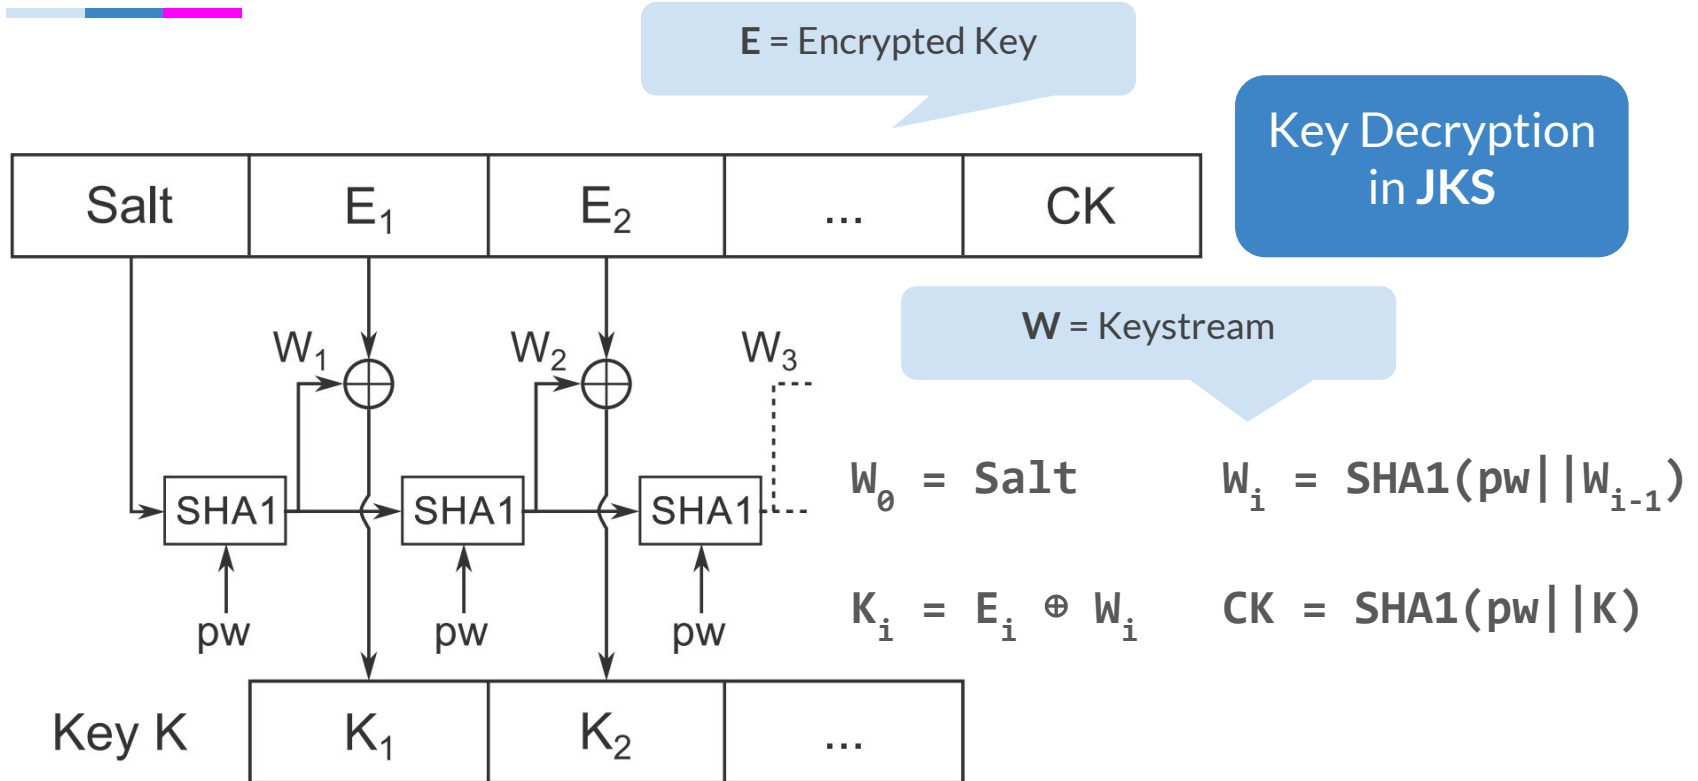 E = Encrypted Key
Key Decryption
in JKS
Salt E₁ E₂ ... CK
W = Keystream
W₁ W₂ W₃
SHA1 SHA1 SHA1
pw pw pw
W₀ = Salt Wᵢ = SHA1(pw||Wᵢ₋₁)
Kᵢ = Eᵢ ⊕ Wᵢ CK = SHA1(pw||K)
Key K K₁ K₂ ...